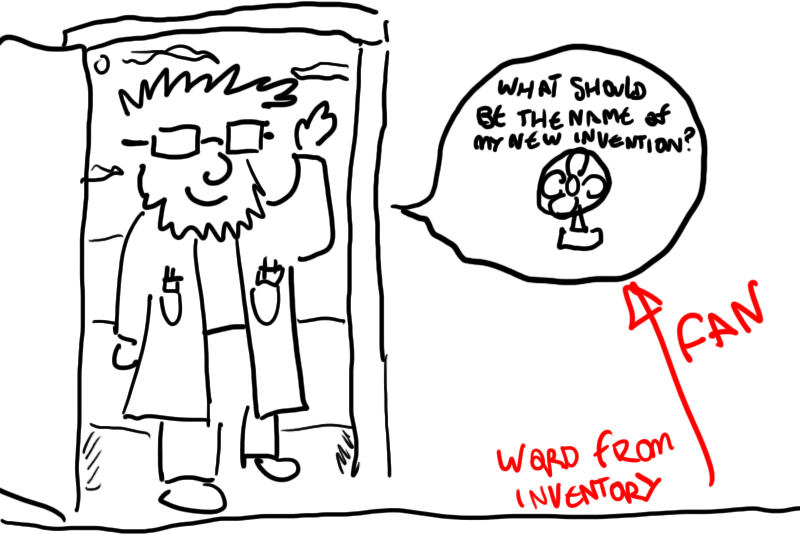 WHAT SHOULD
BE THE NAME of
MY NEW INVENTION?
FAN
WORD FROM
INVENTORY